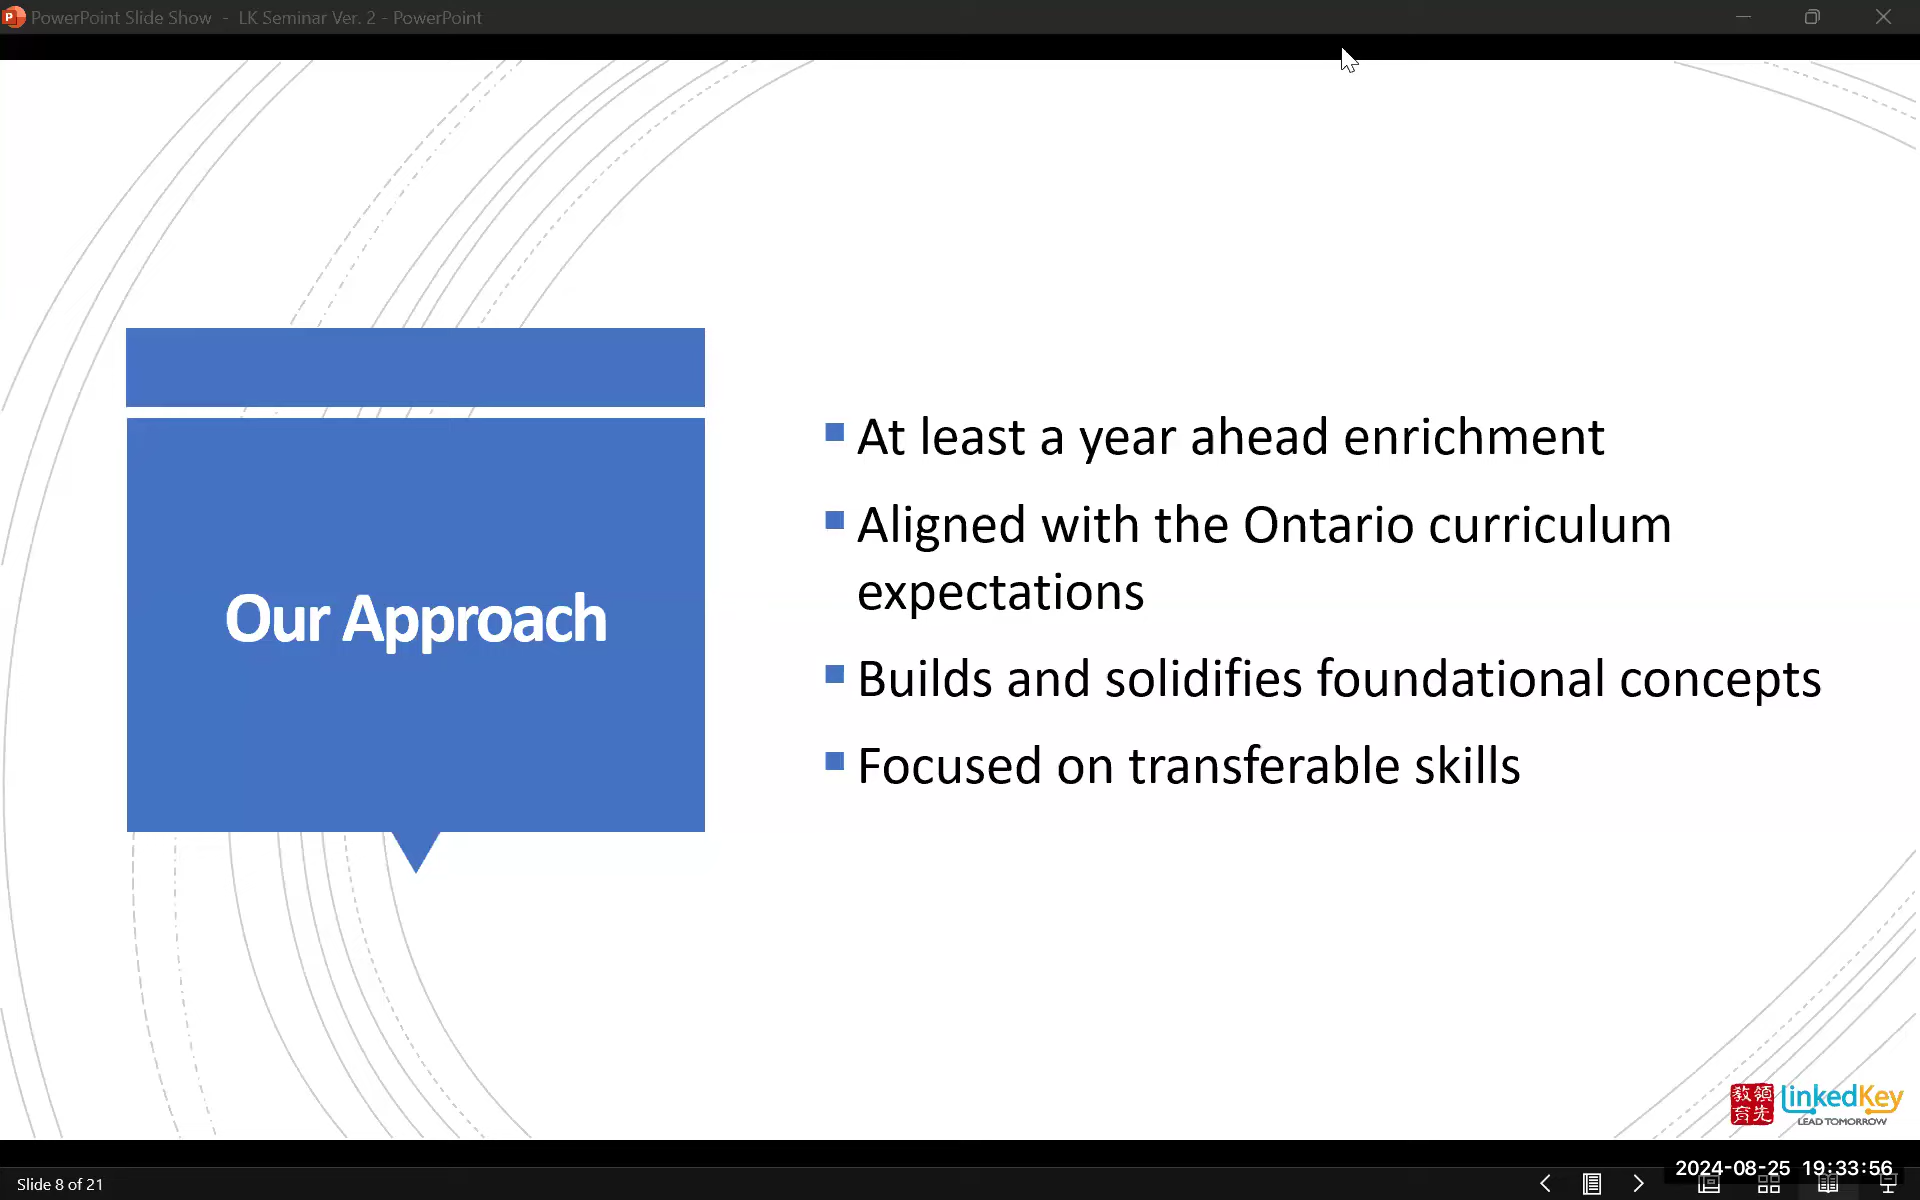 PowerPoint Slide Show - LK Seminar Ver. 2 - PowerPoint
Our Approach
At least a year ahead enrichment
Aligned with the Ontario curriculum
expectations
Builds and solidifies foundational concepts
Focused on transferable skills
領先教育
LinkedKey
LEAD TOMORROW
2024-08-25 19:33:56
Slide 8 of 21